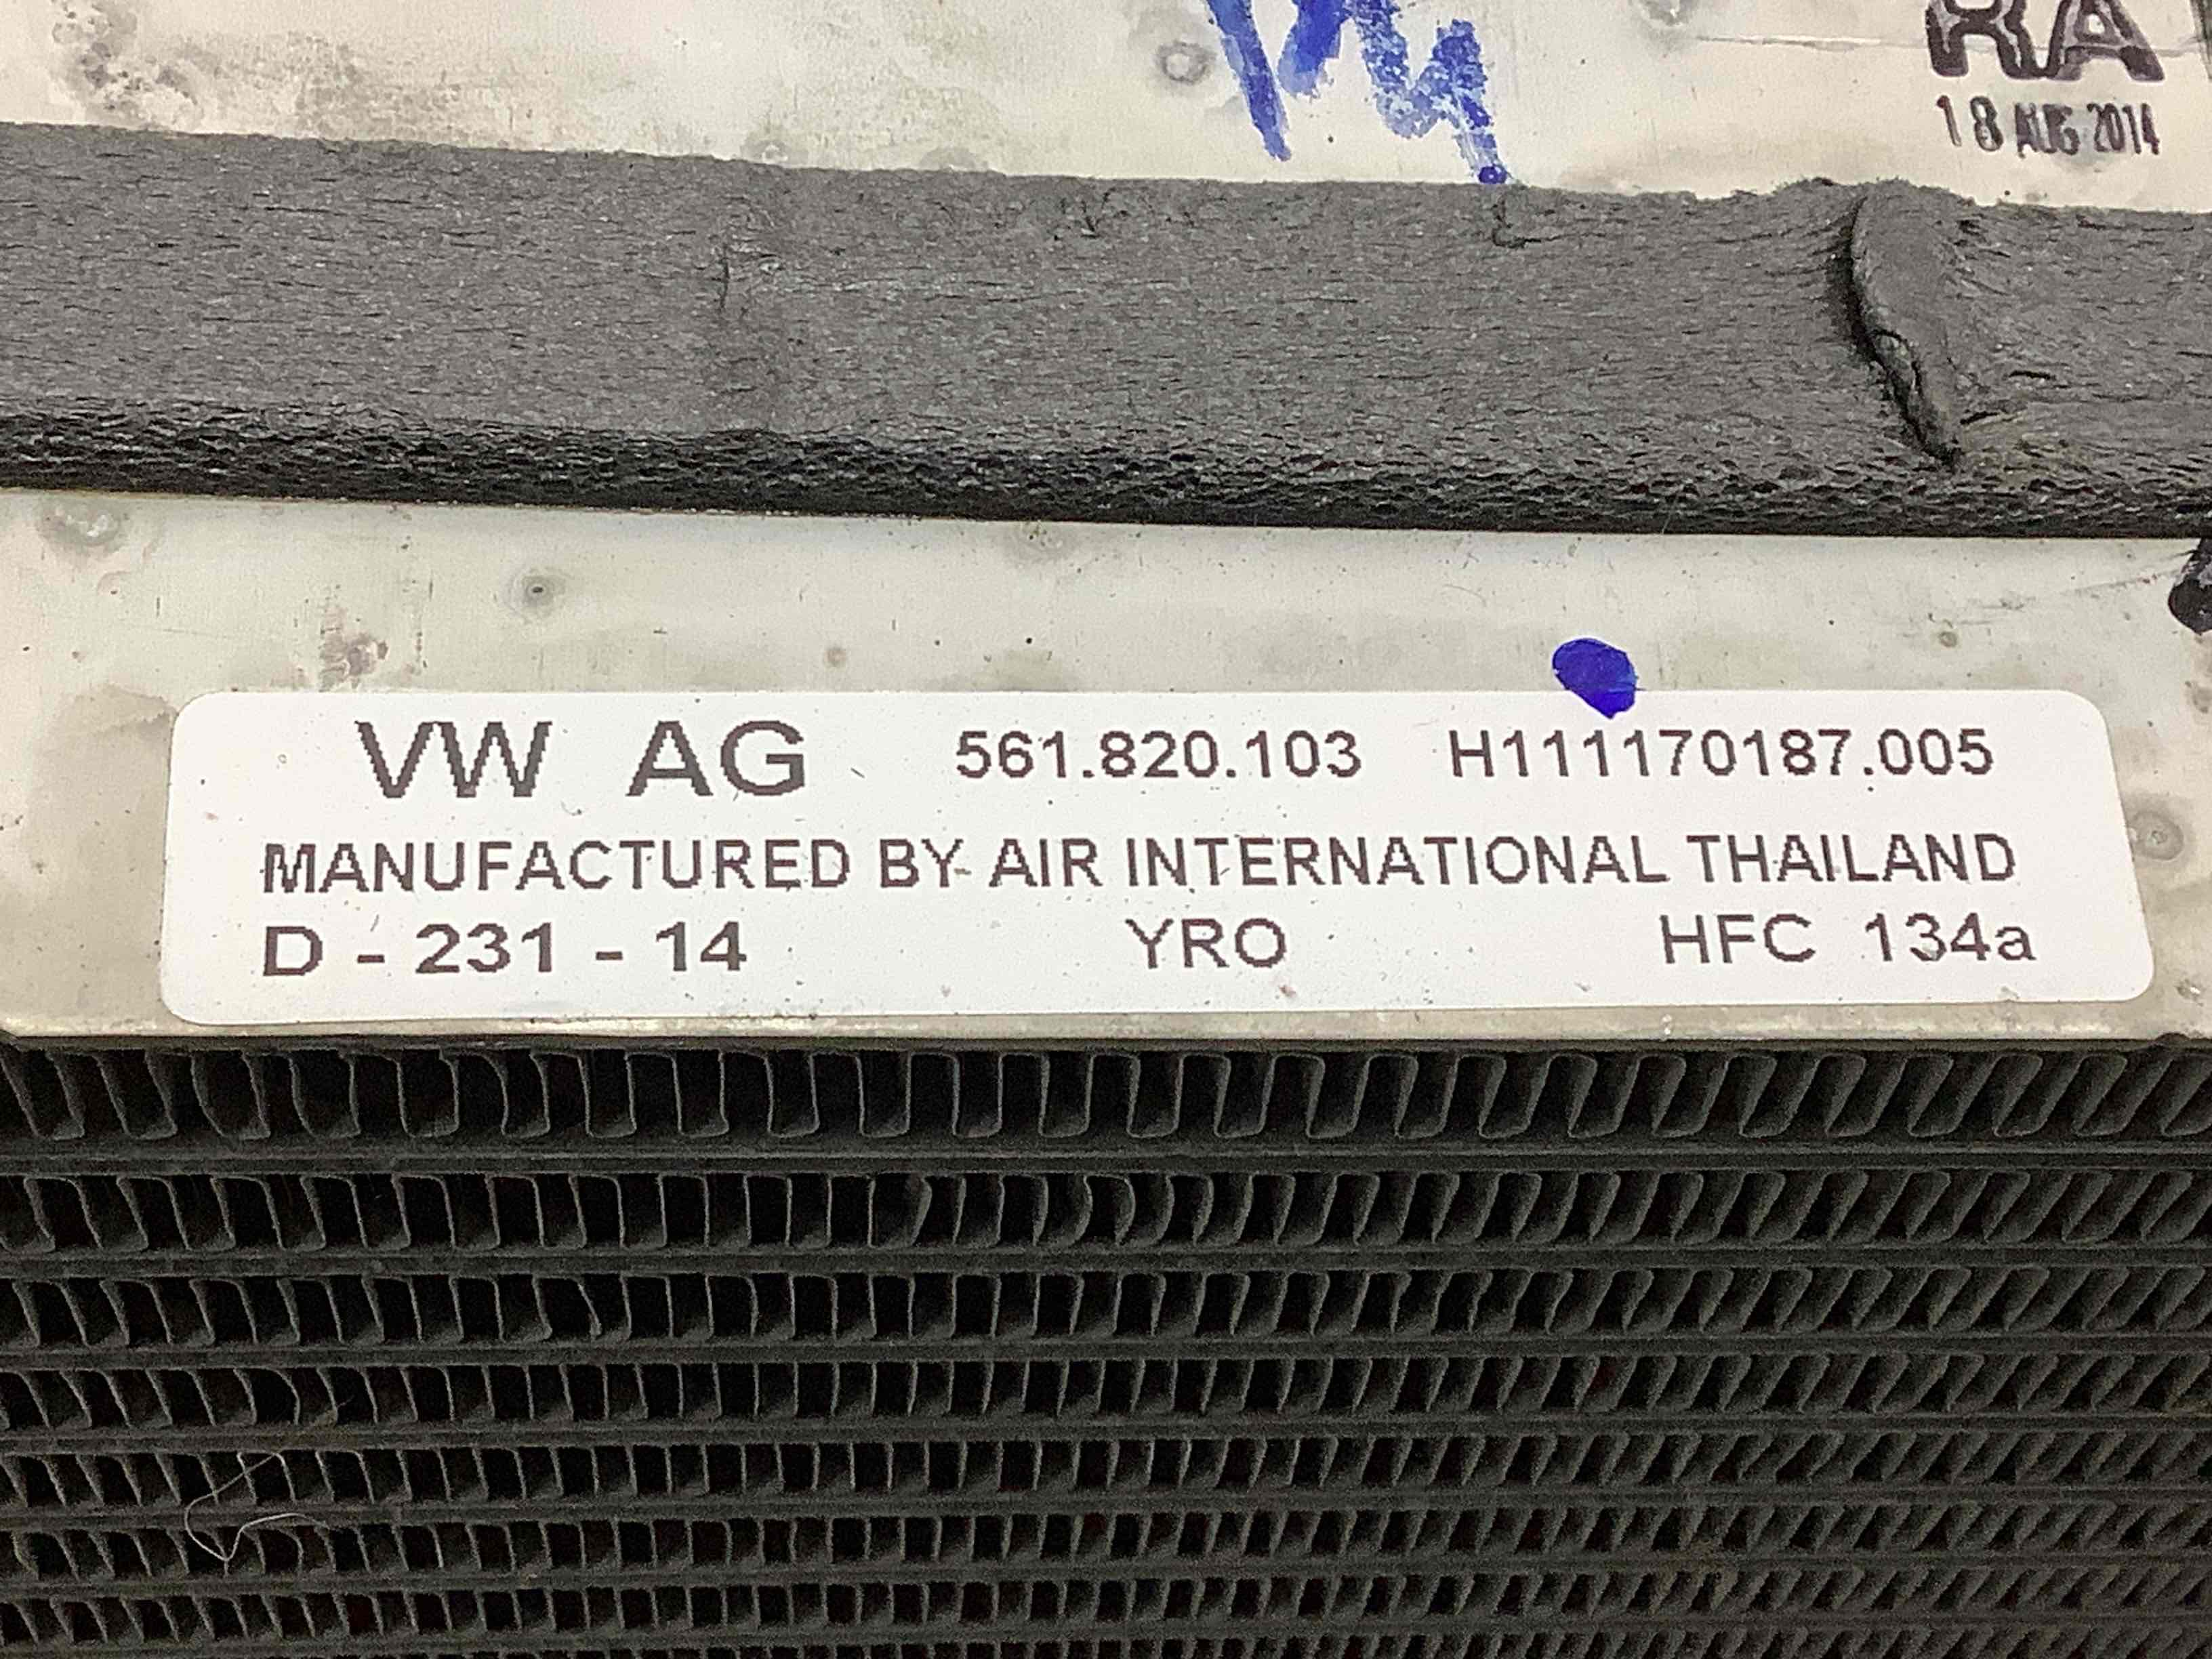 RA
18 AUG 2014
VW AG 561.820.103 H111170187.005
MANUFACTURED BY AIR INTERNATIONAL THAILAND
D - 231 - 14 YRO HFC 134a